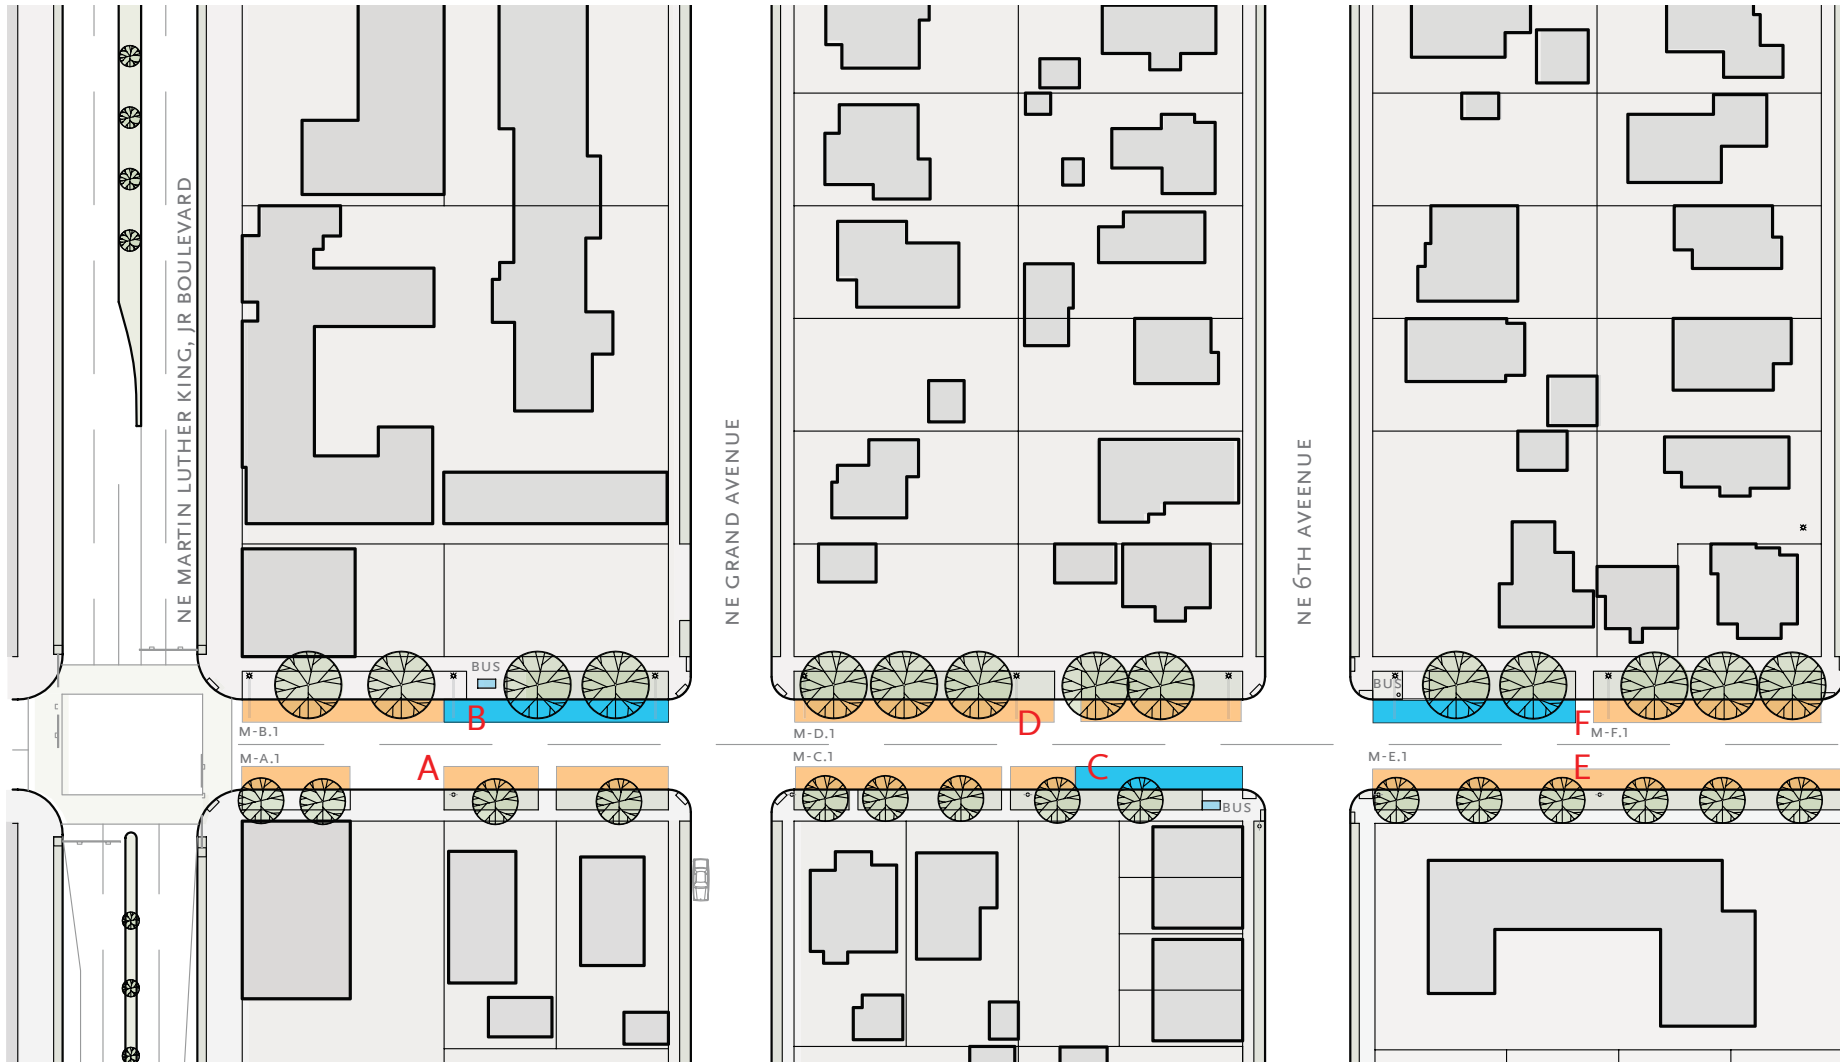 NE MARTIN LUTHER KING, JR BOULEVARD
NE GRAND AVENUE
NE 6TH AVEENUE
BUS
BUS
B
D
F
M-B.1
M-D.1
M-F.1
M-A.1
M-C.1
M-E.1
A
C
E
BUS